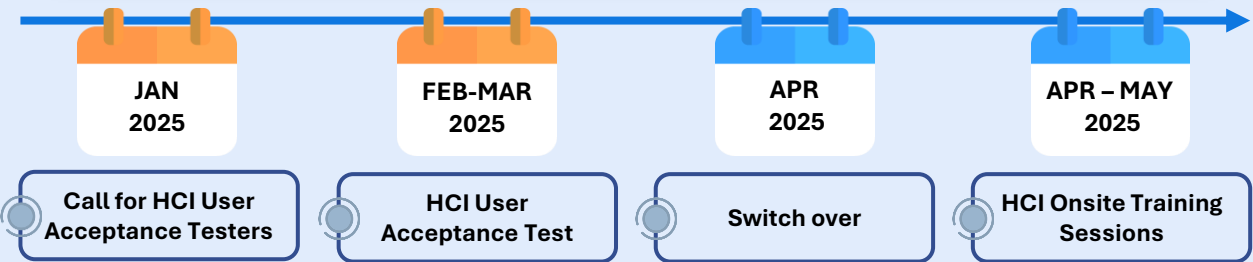 JAN
2025
FEB-MAR
2025
APR
2025
APR – MAY
2025
Call for HCI User
Acceptance Testers
HCI User
Acceptance Test
Switch over
HCI Onsite Training
Sessions